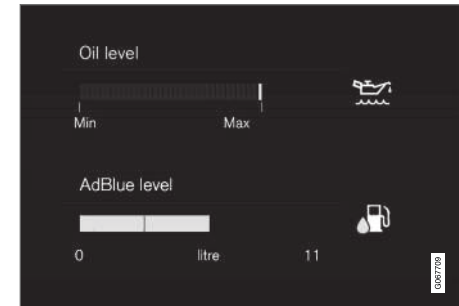 Oil level
Min Max
AdBlue level
0 litre 11
G067709